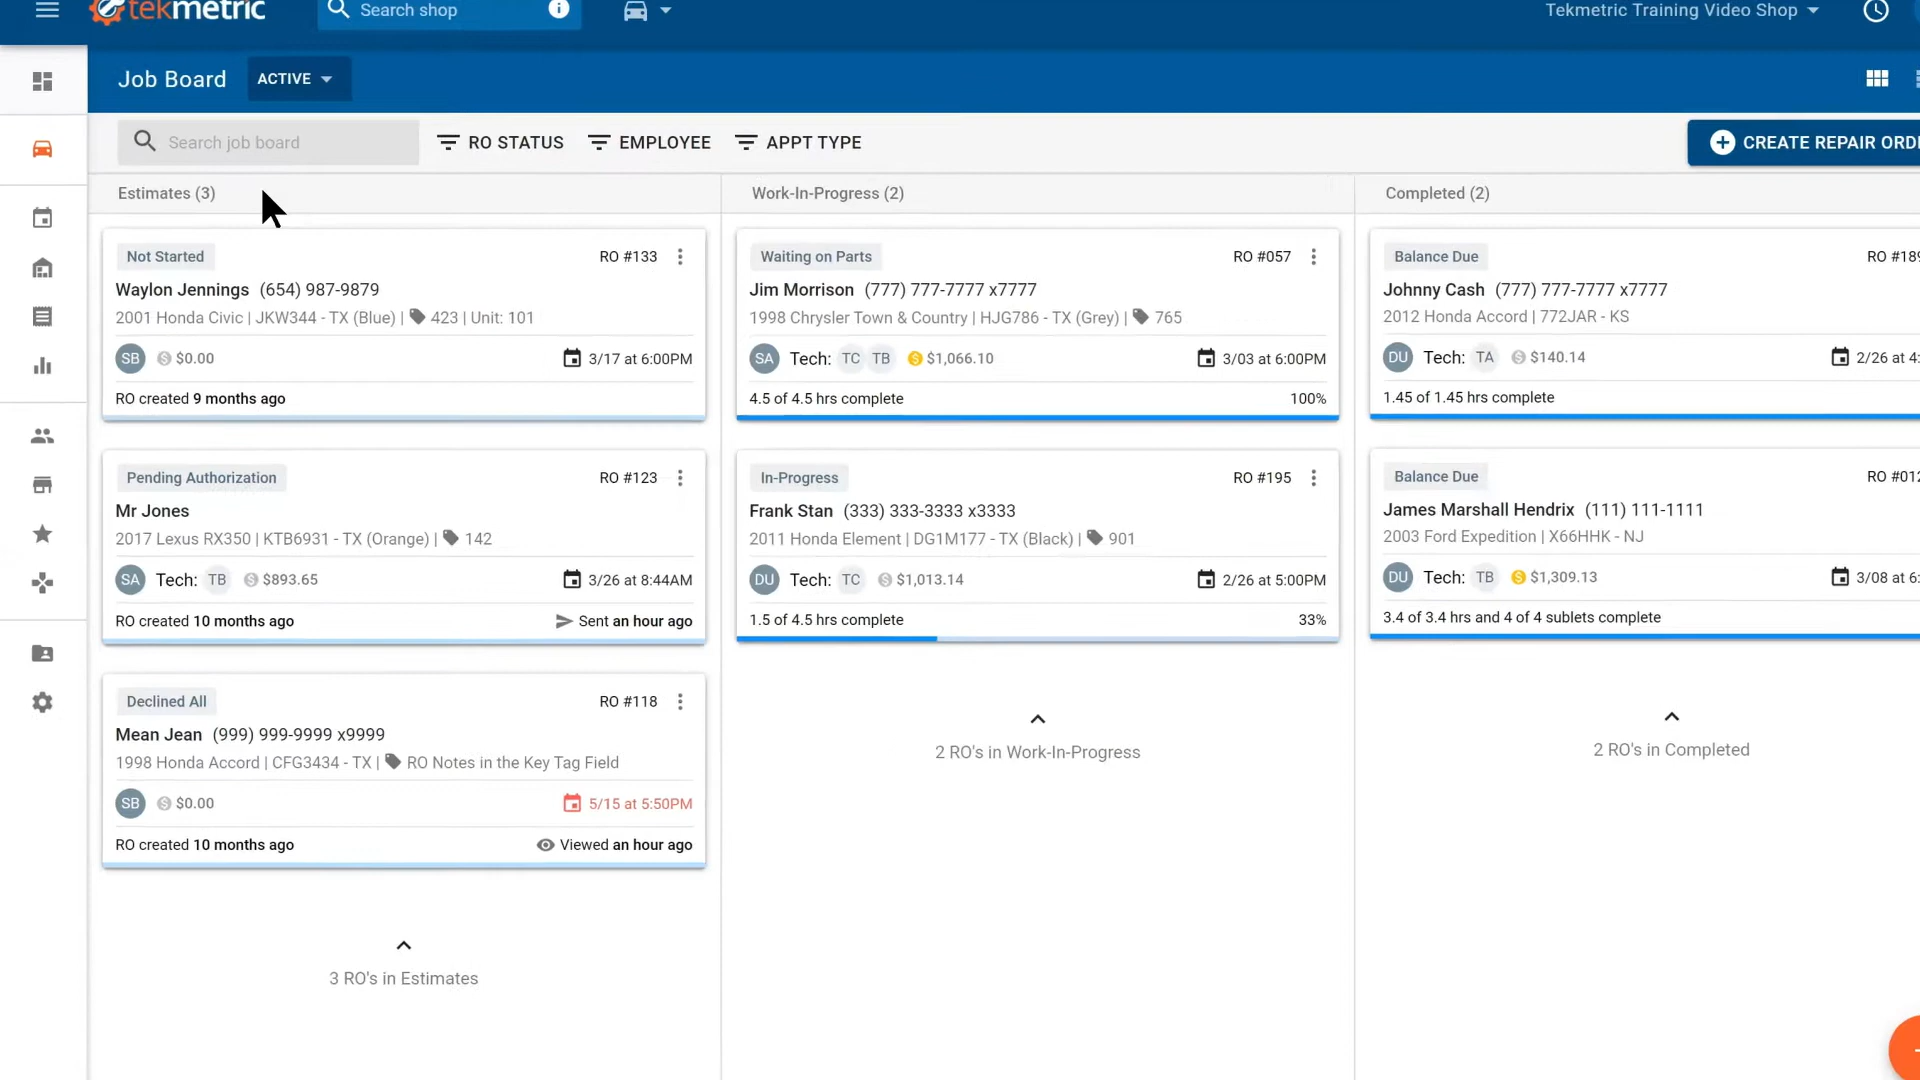 tekmetric
Search shop
Tekmetric Training Video Shop
Job Board
ACTIVE
Search job board
RO STATUS
EMPLOYEE
APPT TYPE
CREATE REPAIR ORD
Estimates (3)
Not Started
RO #133
Waylon Jennings (654) 987-9879
2001 Honda Civic | JKW344 - TX (Blue) | 423 | Unit: 101
SB $0.00
3/17 at 6:00PM
RO created 9 months ago
Pending Authorization
RO #123
Mr Jones
2017 Lexus RX350 | KTB6931 - TX (Orange) | 142
SA Tech: TB $893.65
3/26 at 8:44AM
RO created 10 months ago
Sent an hour ago
Declined All
RO #118
Mean Jean (999) 999-9999 x9999
1998 Honda Accord | CFG3434 - TX | RO Notes in the Key Tag Field
SB $0.00
5/15 at 5:50PM
RO created 10 months ago
Viewed an hour ago
3 RO's in Estimates
Work-In-Progress (2)
Waiting on Parts
RO #057
Jim Morrison (777) 777-7777 x7777
1998 Chrysler Town & Country | HJG786 - TX (Grey) | 765
SA Tech: TC TB $1,066.10
3/03 at 6:00PM
4.5 of 4.5 hrs complete
100%
In-Progress
RO #195
Frank Stan (333) 333-3333 x3333
2011 Honda Element | DG1M177 - TX (Black) | 901
DU Tech: TC $1,013.14
2/26 at 5:00PM
1.5 of 4.5 hrs complete
33%
2 RO's in Work-In-Progress
Completed (2)
Balance Due
RO #189
Johnny Cash (777) 777-7777 x7777
2012 Honda Accord | 772JAR - KS
DU Tech: TA $140.14
2/26 at 4:
1.45 of 1.45 hrs complete
Balance Due
RO #012
James Marshall Hendrix (111) 111-1111
2003 Ford Expedition | X66HHK - NJ
DU Tech: TB $1,309.13
3/08 at 6:
3.4 of 3.4 hrs and 4 of 4 sublets complete
2 RO's in Completed